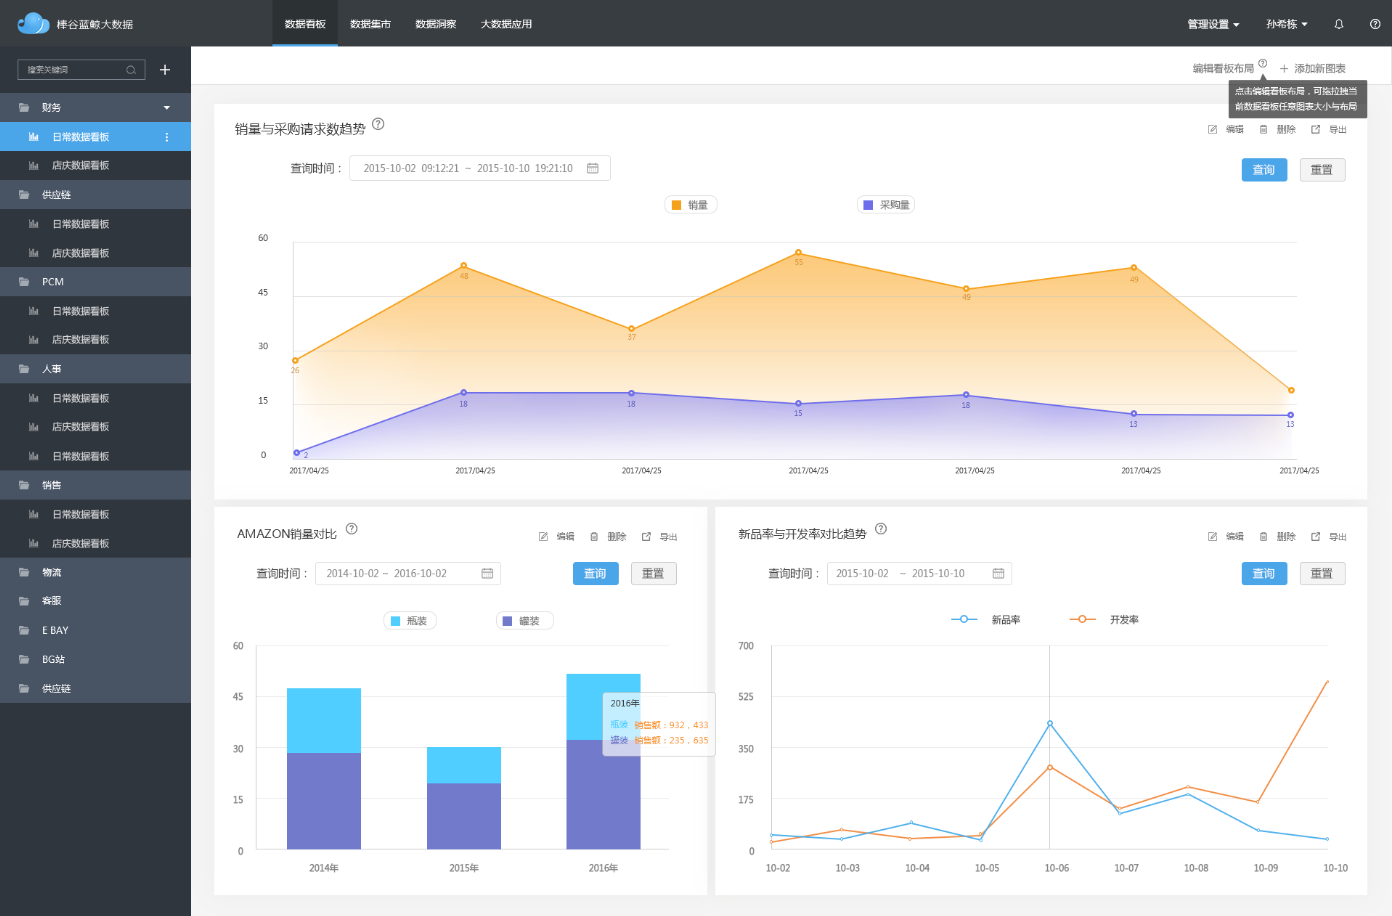 棒谷蓝鲸大数据
数据看板 数据集市 数据洞察 大数据应用
管理设置 孙希栋
搜索关键词
编辑看板布局 ? + 添加新图表
点击编辑看板布局，可拖拉拽当
前数据看板任意图表大小与布局
财务
日常数据看板
店庆数据看板
供应链
日常数据看板
店庆数据看板
PCM
日常数据看板
店庆数据看板
人事
日常数据看板
店庆数据看板
日常数据看板
销售
日常数据看板
店庆数据看板
物流
客服
E BAY
BG站
供应链
销量与采购请求数趋势 ?
编辑 删除 导出
查询时间： 2015-10-02 09:12:21 ~ 2015-10-10 19:21:10
查询 重置
销量 采购量
60
45
30
15
0
26 48 37 55 49 49
2 18 18 15 18 13 13
2017/04/25 2017/04/25 2017/04/25 2017/04/25 2017/04/25 2017/04/25 2017/04/25
AMAZON销量对比 ?
编辑 删除 导出
查询时间： 2014-10-02 ~ 2016-10-02
查询 重置
瓶装 罐装
60
45
30
15
0
2016年
瓶装 销售额：932，433
罐装 销售额：235，635
2014年 2015年 2016年
新品率与开发率对比趋势 ?
编辑 删除 导出
查询时间： 2015-10-02 ~ 2015-10-10
查询 重置
新品率 开发率
700
525
350
175
0
10-02 10-03 10-04 10-05 10-06 10-07 10-08 10-09 10-10